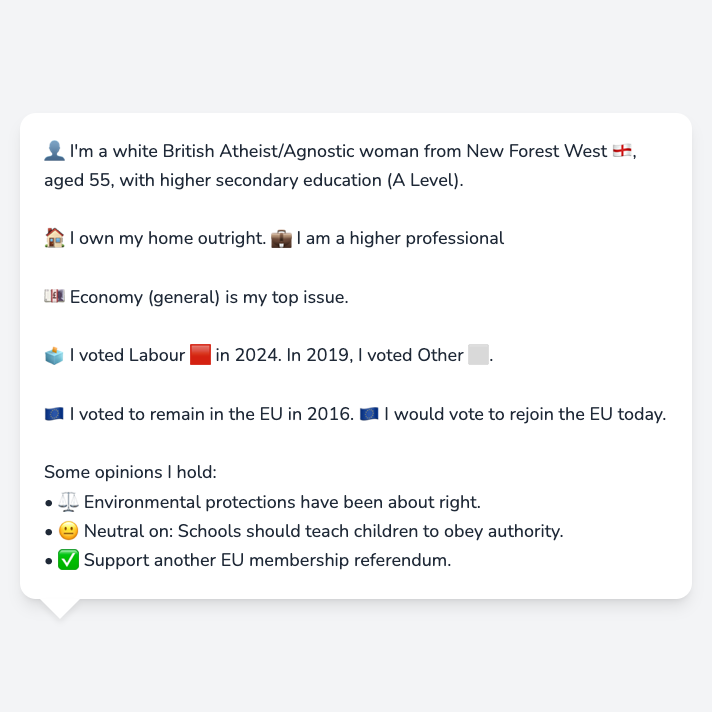 👤 I'm a white British Atheist/Agnostic woman from New Forest West 🏴󠁧󠁢󠁥󠁮󠁧󠁿,
aged 55, with higher secondary education (A Level).
🏠 I own my home outright. 💼 I am a higher professional
💷 Economy (general) is my top issue.
🗳️ I voted Labour 🟥 in 2024. In 2019, I voted Other ⬜.
🇪🇺 I voted to remain in the EU in 2016. 🇪🇺 I would vote to rejoin the EU today.
Some opinions I hold:
• ⚖️ Environmental protections have been about right.
• 😐 Neutral on: Schools should teach children to obey authority.
• ✅ Support another EU membership referendum.